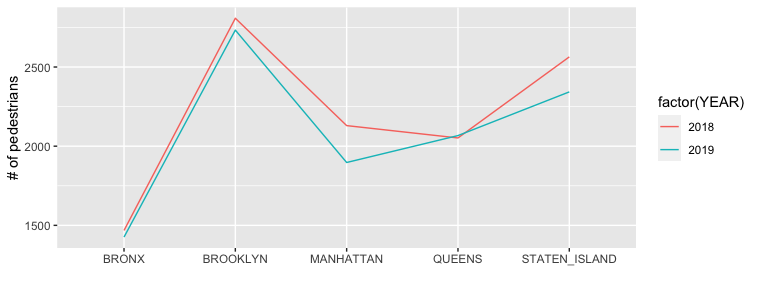 # of pedestrians
2500
2000
1500
BRONX
BROOKLYN
MANHATTAN
QUEENS
STATEN_ISLAND
factor(YEAR)
2018
2019